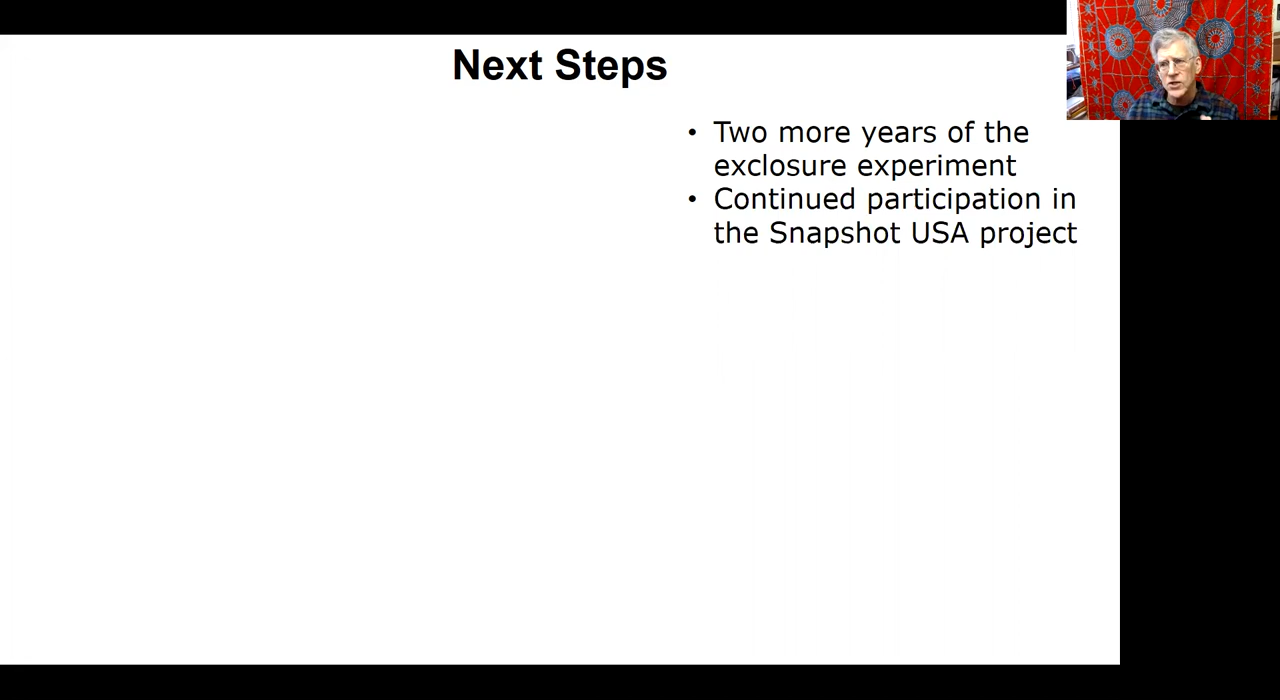 Next Steps
• Two more years of the
exclosure experiment
• Continued participation in
the Snapshot USA project